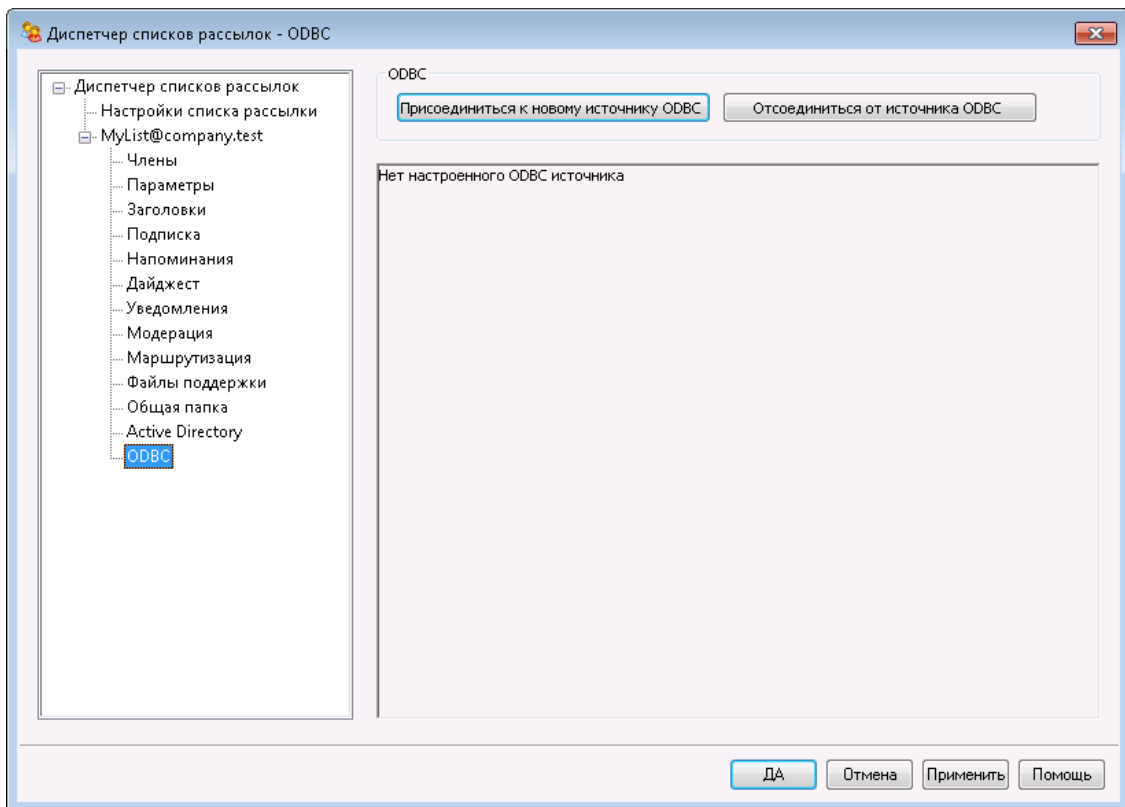 Диспетчер списков рассылок - ODBC
Диспетчер списков рассылок
Настройки списка рассылки
MyList@company.test
Члены
Параметры
Заголовки
Подписка
Напоминания
Дайджест
Уведомления
Модерация
Маршрутизация
Файлы поддержки
Общая папка
Active Directory
ODBC
ODBC
Присоединиться к новому источнику ODBC
Отсоединиться от источника ODBC
Нет настроенного ODBC источника
ДА
Отмена
Применить
Помощь